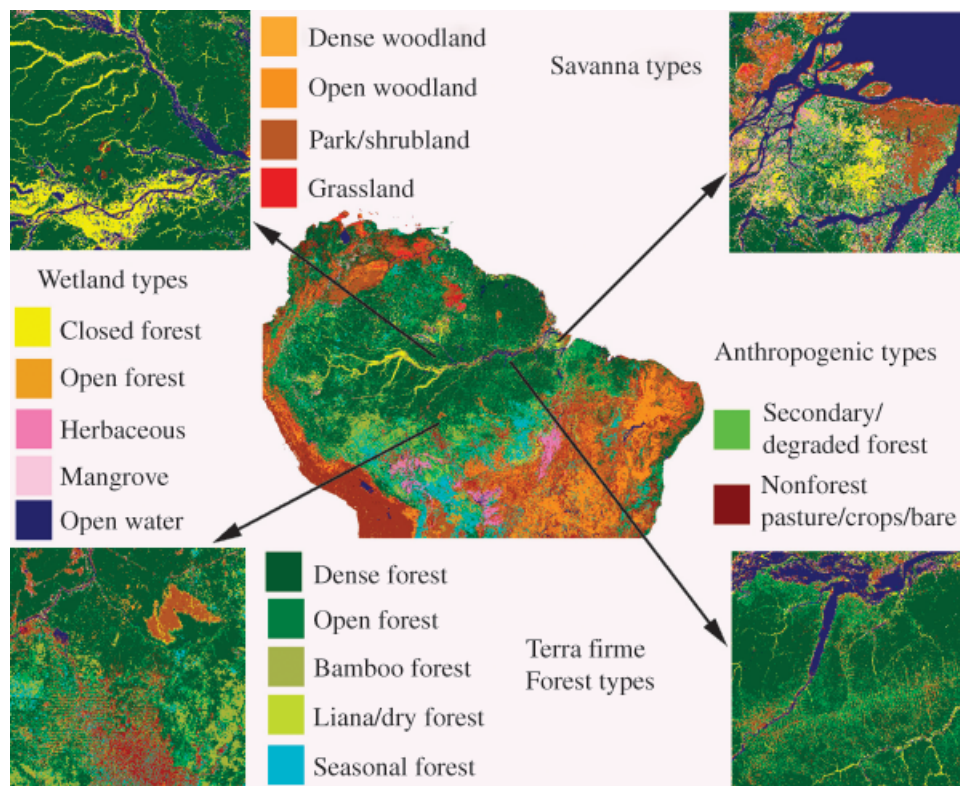 Dense woodland
Open woodland
Park/shrubland
Grassland
Savanna types
Wetland types
Closed forest
Open forest
Herbaceous
Mangrove
Open water
Anthropogenic types
Secondary/
degraded forest
Nonforest
pasture/crops/bare
Dense forest
Open forest
Bamboo forest
Liana/dry forest
Seasonal forest
Terra firme
Forest types